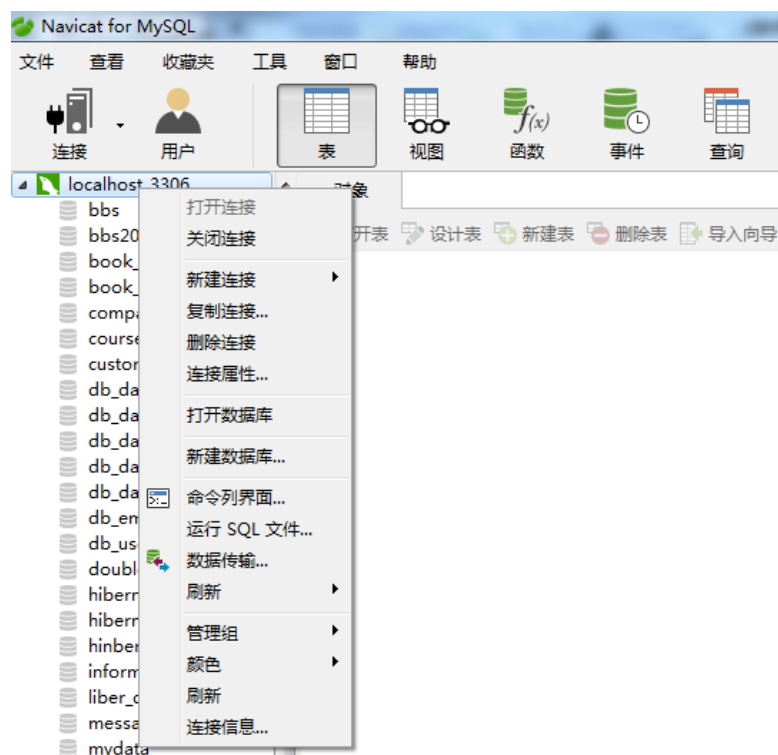 Navicat for MySQL
文件 查看 收藏夹 工具 窗口 帮助
连接 用户 表 视图 f(x) 函数 事件 查询
localhost_3306
对象
开表 设计表 新建表 删除表 导入向导
bbs
bbs20
book_
book_
compa
course
custor
db_da
db_da
db_da
db_da
db_da
db_em
db_us
doubl
hibern
hibern
hinber
inform
liber_c
messa
mydata
打开连接
关闭连接
新建连接
复制连接...
删除连接
连接属性...
打开数据库
新建数据库...
命令列界面...
运行 SQL 文件...
数据传输...
刷新
管理组
颜色
刷新
连接信息...